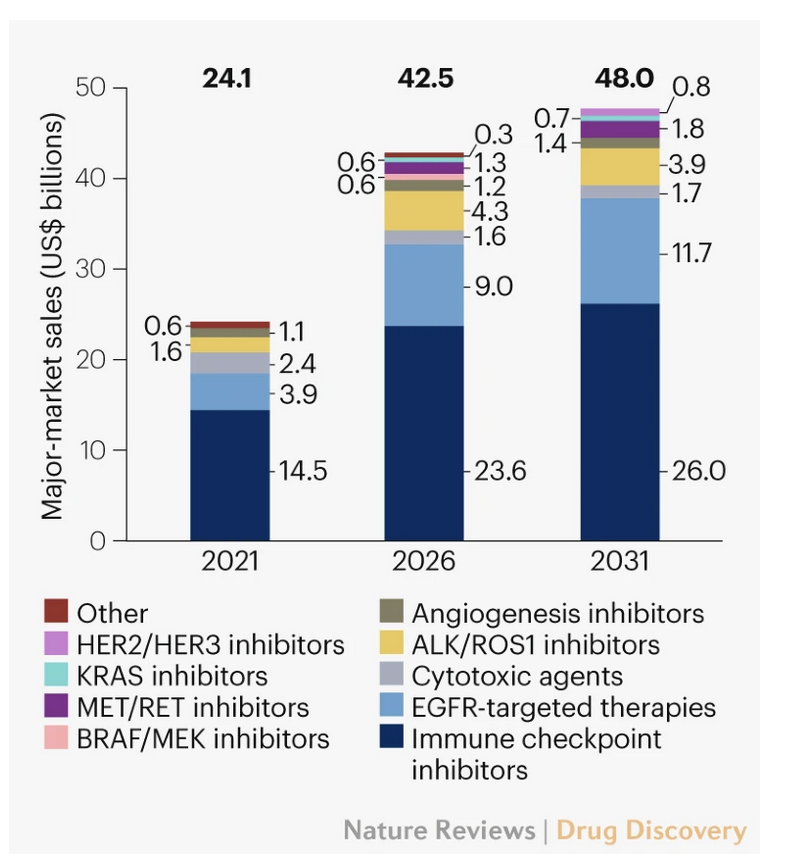 24.1
42.5
48.0
Major-market sales (US$ billions)
50
40
30
20
10
0
0.6
1.6
1.1
2.4
3.9
14.5
0.6
0.6
0.3
1.3
1.2
4.3
1.6
9.0
23.6
0.7
1.4
0.8
1.8
3.9
1.7
11.7
26.0
2021
2026
2031
Other
HER2/HER3 inhibitors
KRAS inhibitors
MET/RET inhibitors
BRAF/MEK inhibitors
Angiogenesis inhibitors
ALK/ROS1 inhibitors
Cytotoxic agents
EGFR-targeted therapies
Immune checkpoint
inhibitors
Nature Reviews | Drug Discovery